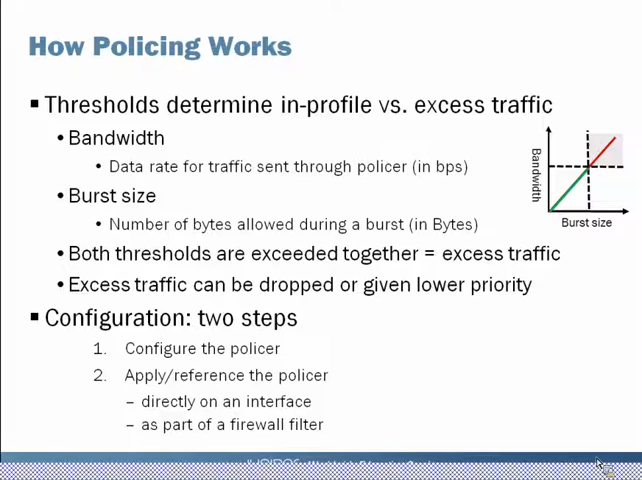 How Policing Works
▪ Thresholds determine in-profile vs. excess traffic
• Bandwidth
• Data rate for traffic sent through policer (in bps)
• Burst size
• Number of bytes allowed during a burst (in Bytes)
• Both thresholds are exceeded together = excess traffic
• Excess traffic can be dropped or given lower priority
Bandwidth
Burst size
▪ Configuration: two steps
1. Configure the policer
2. Apply/reference the policer
– directly on an interface
– as part of a firewall filter